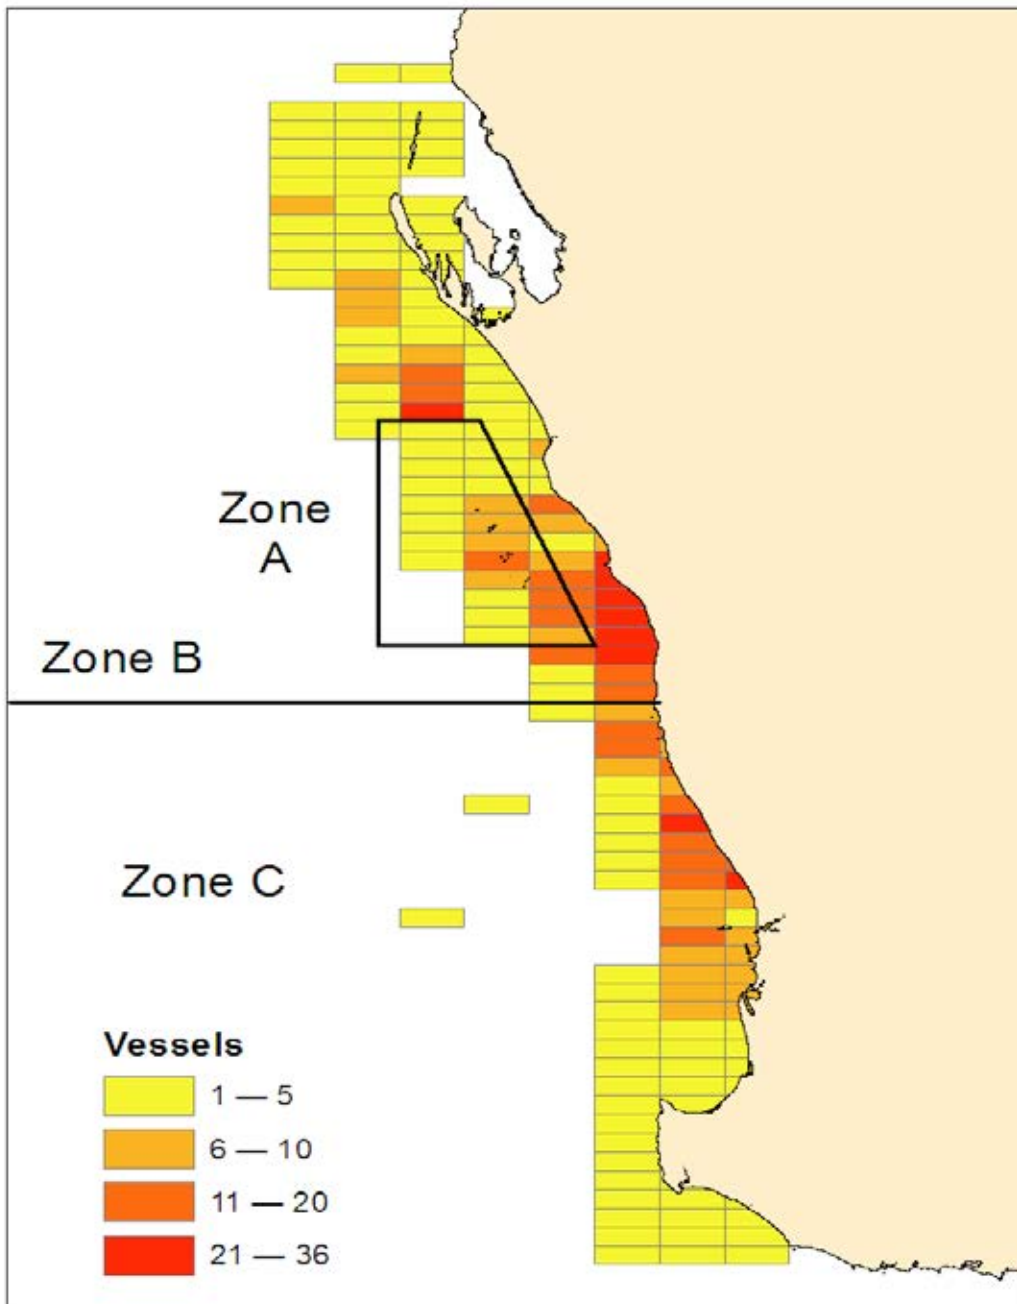 Zone
A
Zone B
Zone C
Vessels
1 — 5
6 — 10
11 — 20
21 — 36